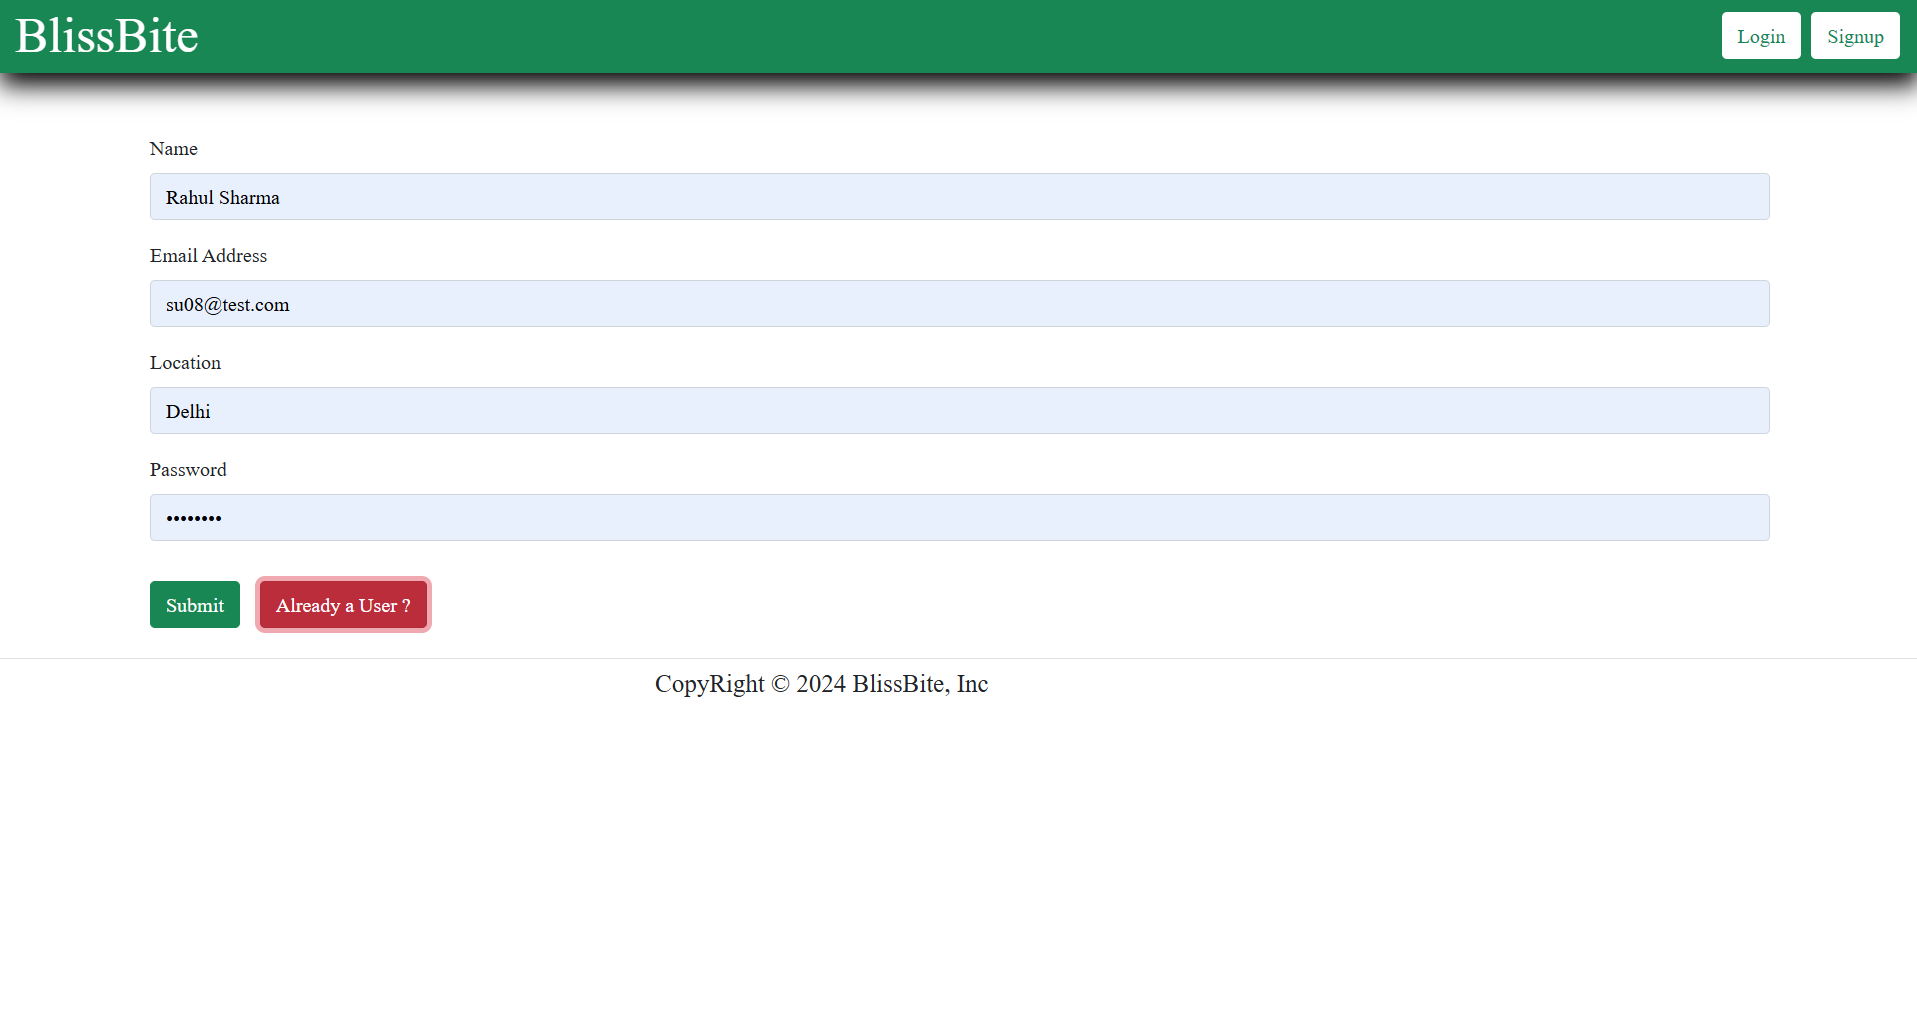 BlissBite
Login
Signup
Name
Rahul Sharma
Email Address
su08@test.com
Location
Delhi
Password
••••••••
Submit
Already a User ?
CopyRight © 2024 BlissBite, Inc